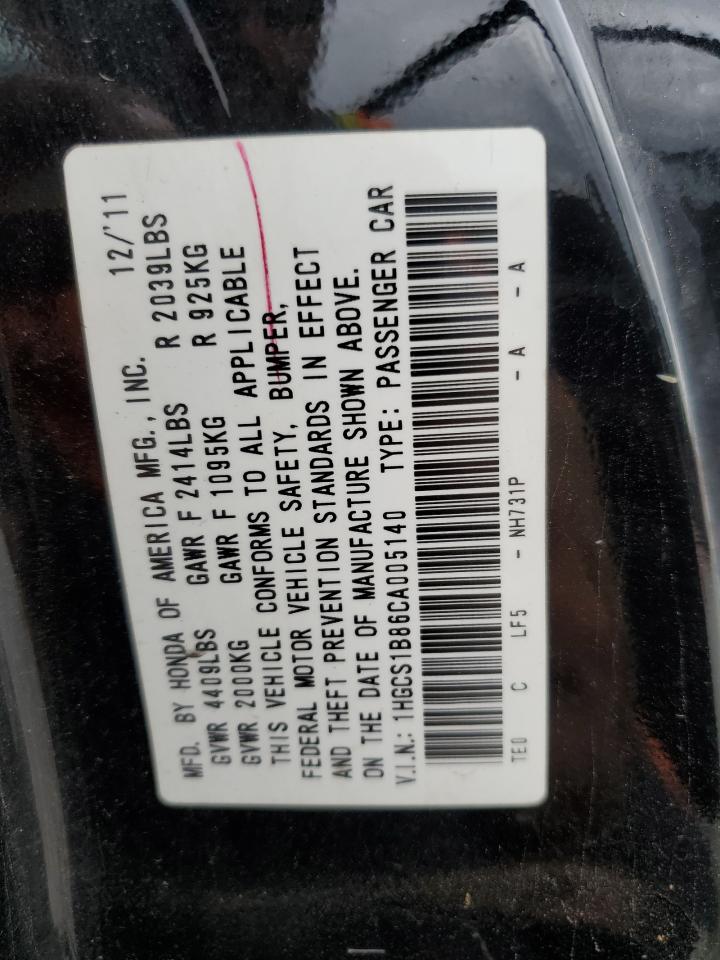 MFD. BY HONDA OF AMERICA MFG., INC. 12/'11
GVWR 4409LBS GAWR F 2414LBS R 2039LBS
GVWR 2000KG GAWR F 1095KG R 925KG
THIS VEHICLE CONFORMS TO ALL APPLICABLE
FEDERAL MOTOR VEHICLE SAFETY, BUMPER,
AND THEFT PREVENTION STANDARDS IN EFFECT
ON THE DATE OF MANUFACTURE SHOWN ABOVE.
V.I.N.: 1HGCS1B86CA005140 TYPE: PASSENGER CAR
TE0 C LF5 - NH731P - A - A